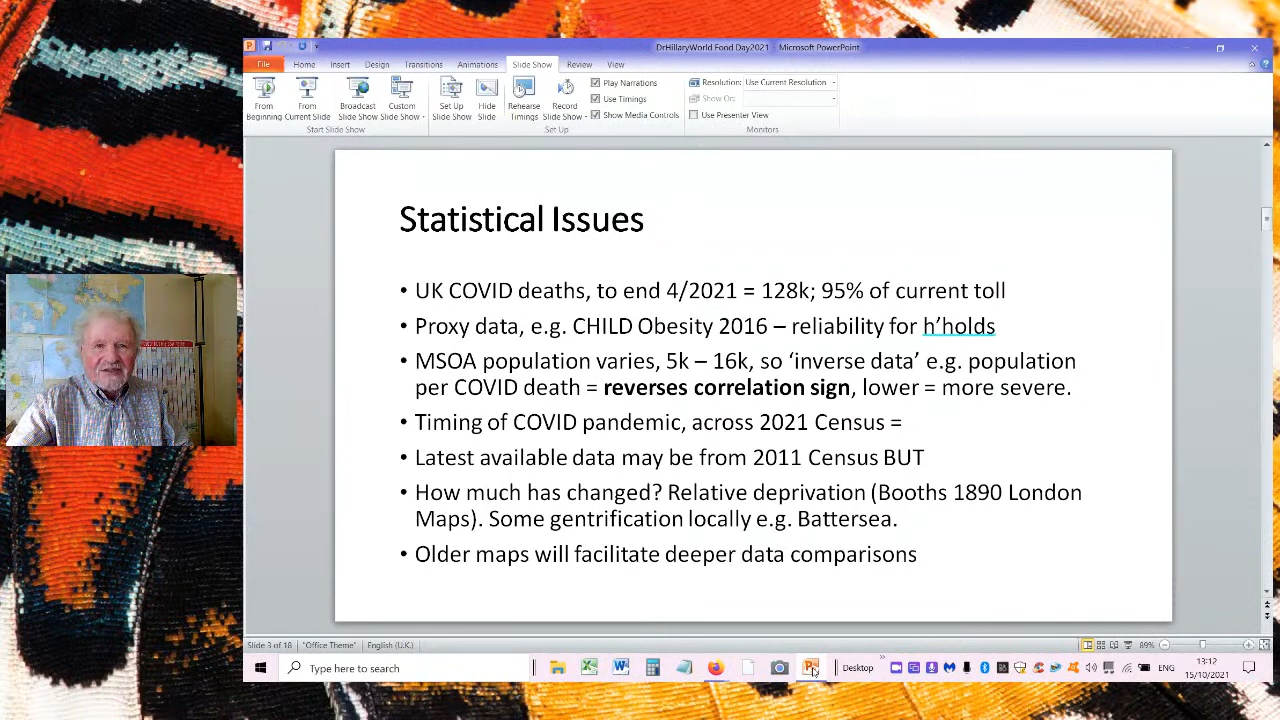 DrHillary
2021 - Microsoft PowerPoint
File Home Insert Design Transitions Animations Slide Show Review View
From Beginning
From Current Slide
Broadcast Slide Show
Custom Slide Show
Set Up Slide Show
Hide Slide
Rehearse Timings
Record Slide Show
Play Narrations
Use Timings
Show Media Controls
Resolution: Use Current Resolution
Show On:
Use Presenter View
Start Slide Show
Set Up
Monitors
Statistical Issues
• UK COVID deaths, to end 4/2021 = 128k; 95% of current toll
• Proxy data, e.g. CHILD Obesity 2016 – reliability for h’holds
• MSOA population varies, 5k – 16k, so ‘inverse data’ e.g. population
per COVID death = reverses correlation sign, lower = more severe.
• Timing of COVID pandemic, across 2021 Census =
• Latest available data may be from 2011 Census BUT
• How much has changed? Relative deprivation (Booths 1890 London
Maps). Some gentrification locally e.g. Battersea.
• Older maps will facilitate deeper data comparisons
Slide 3 of 18 "Office Theme" English (U.K.)
89%
Type here to search
Desktop
ENG
13:12
15/10/2021